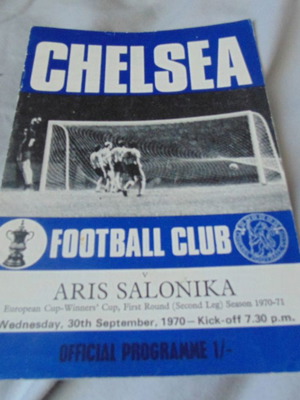 CHELSEA
FOOTBALL CLUB
v
ARIS SALONIKA
European Cup-Winners' Cup, First Round (Second Leg) Season 1970-71
Wednesday, 30th September, 1970—Kick-off 7.30 p.m.
OFFICIAL PROGRAMME 1/-